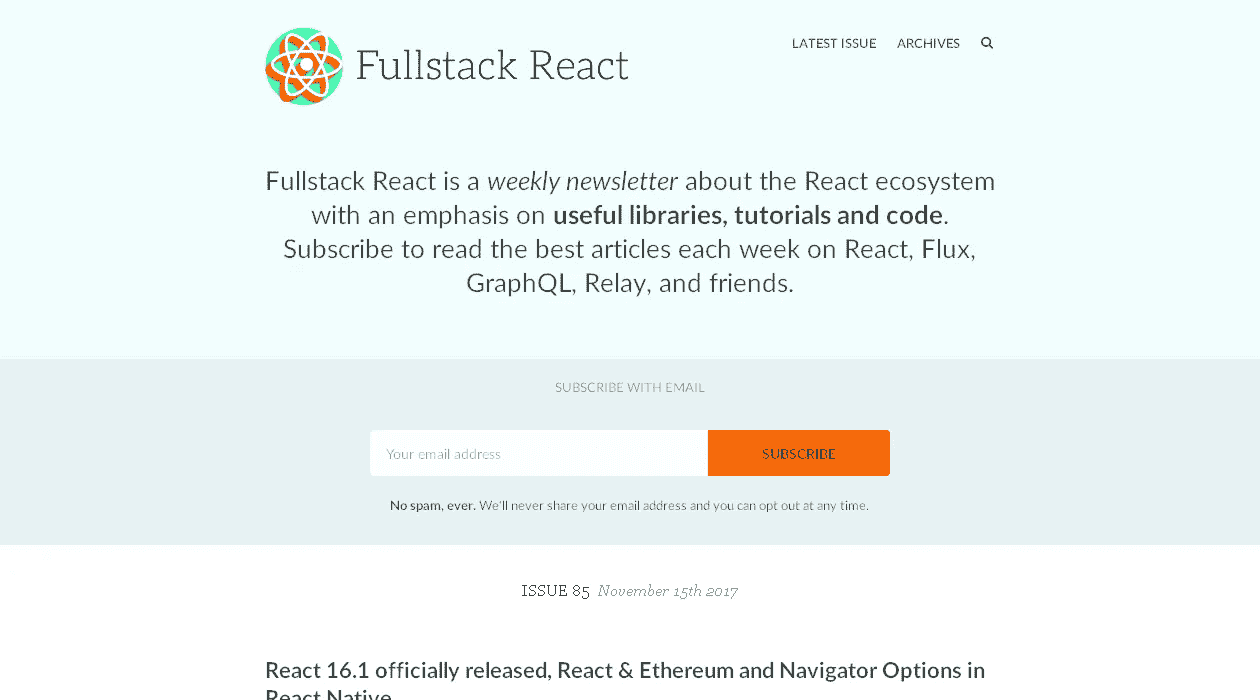 Fullstack React
LATEST ISSUE
ARCHIVES
Fullstack React is a weekly newsletter about the React ecosystem
with an emphasis on useful libraries, tutorials and code.
Subscribe to read the best articles each week on React, Flux,
GraphQL, Relay, and friends.
SUBSCRIBE WITH EMAIL
Your email address
SUBSCRIBE
No spam, ever. We'll never share your email address and you can opt out at any time.
ISSUE 85 November 15th 2017
React 16.1 officially released, React & Ethereum and Navigator Options in
React Native